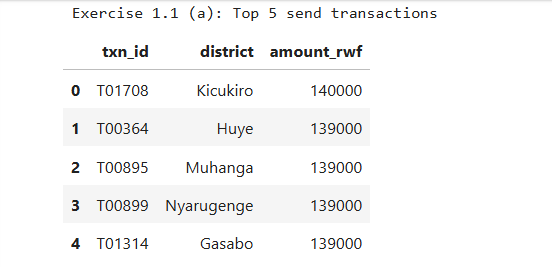 Exercise 1.1 (a): Top 5 send transactions
txn_id district amount_rwf
0 T01708 Kicukiro 140000
1 T00364 Huye 139000
2 T00895 Muhanga 139000
3 T00899 Nyarugenge 139000
4 T01314 Gasabo 139000